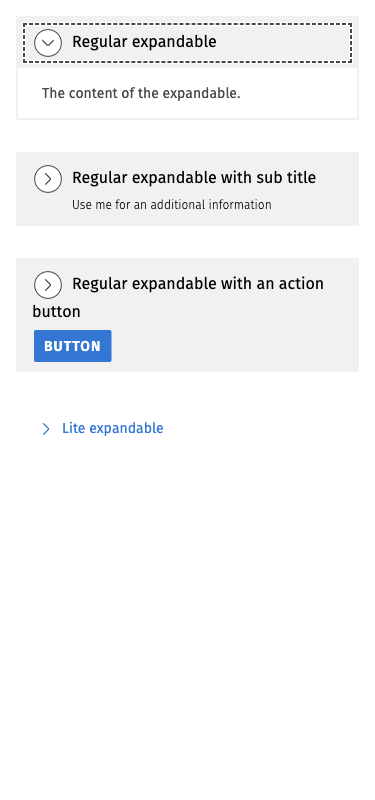 Regular expandable
The content of the expandable.
Regular expandable with sub title
Use me for an additional information
Regular expandable with an action
button
BUTTON
Lite expandable